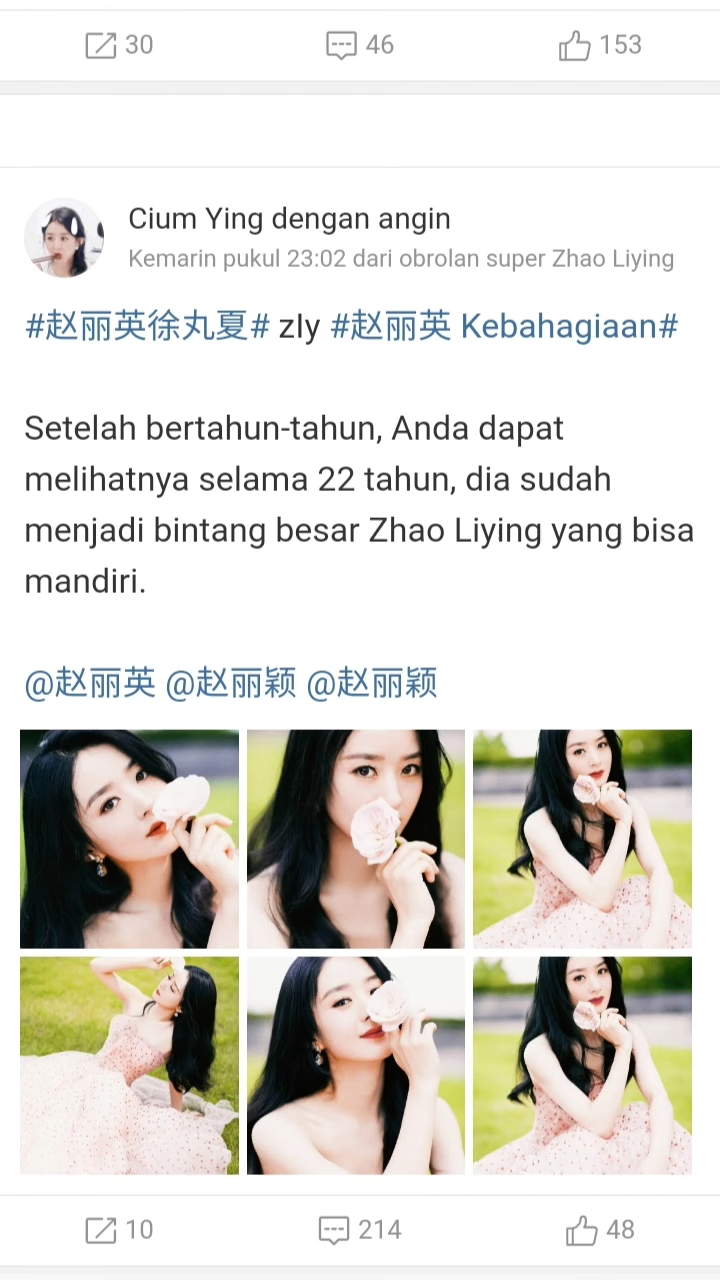 30 46 153
Cium Ying dengan angin
Kemarin pukul 23:02 dari obrolan super Zhao Liying
#赵丽英徐丸夏# zly #赵丽英 Kebahagiaan#
Setelah bertahun-tahun, Anda dapat
melihatnya selama 22 tahun, dia sudah
menjadi bintang besar Zhao Liying yang bisa
mandiri.
@赵丽英 @赵丽颖 @赵丽颖
10 214 48